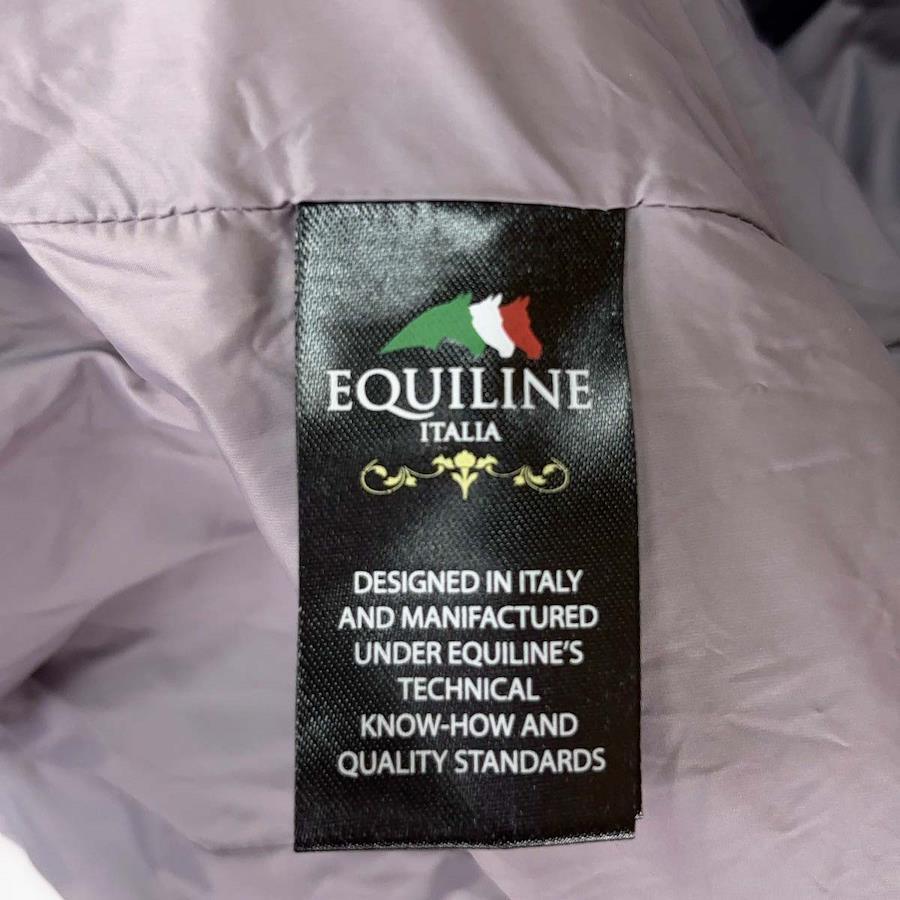 EQUILINE
ITALIA
DESIGNED IN ITALY
AND MANIFACTURED
UNDER EQUILINE'S
TECHNICAL
KNOW-HOW AND
QUALITY STANDARDS